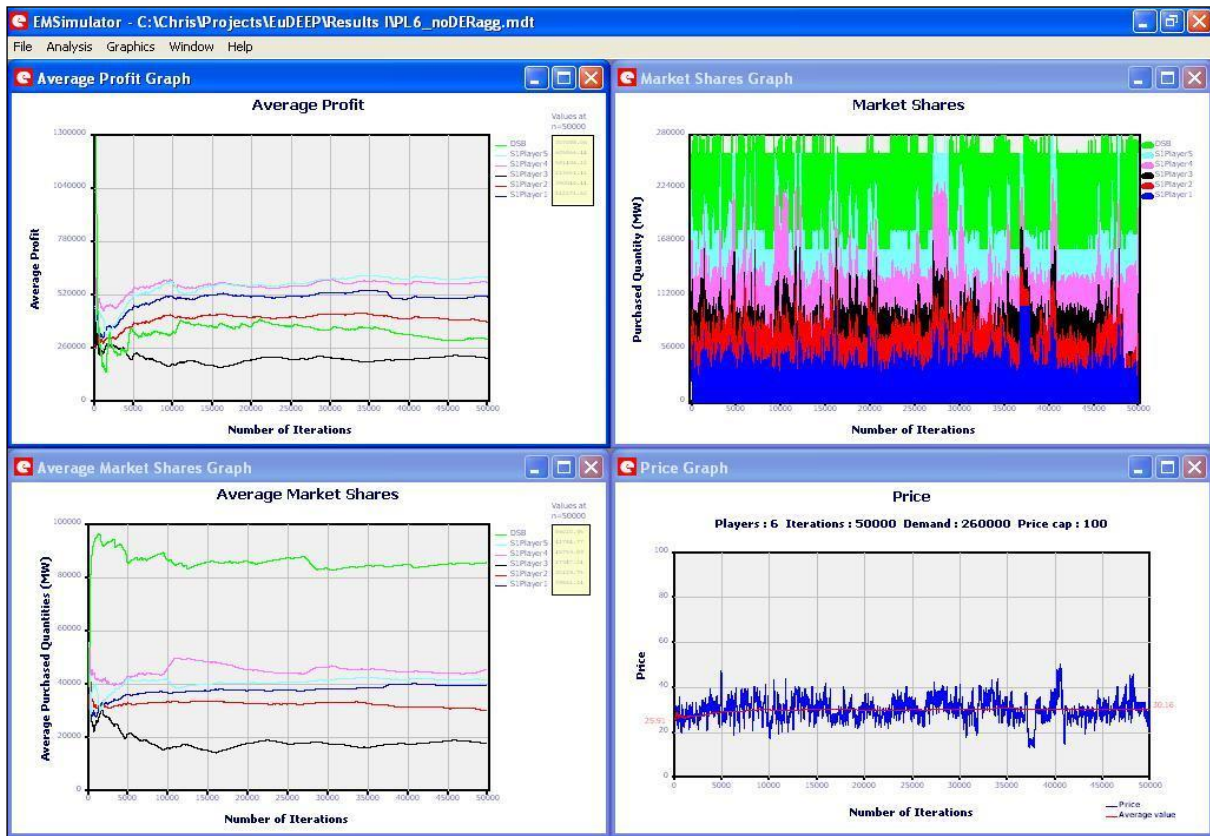 EMSimulator - C:\Chris\Projects\EuDEEP\Results I\PL6_noDERagg.mdt
File Analysis Graphics Window Help
Average Profit Graph
Average Profit
Values at
n=50000
1300000
1040000
780000
520000
260000
0
Average Profit
DSB
S1Player5
S1Player4
S1Player3
S1Player2
S1Player1
0 5000 10000 15000 20000 25000 30000 35000 40000 45000 50000
Number of Iterations
Market Shares Graph
Market Shares
280000
224000
168000
112000
56000
0
Purchased Quantity (MW)
DSB
S1Player5
S1Player4
S1Player3
S1Player2
S1Player1
0 5000 10000 15000 20000 25000 30000 35000 40000 45000 50000
Number of Iterations
Average Market Shares Graph
Average Market Shares
Values at
n=50000
100000
80000
60000
40000
20000
0
Average Purchased Quantities (MW)
DSB
S1Player5
S1Player4
S1Player3
S1Player2
S1Player1
0 5000 10000 15000 20000 25000 30000 35000 40000 45000 50000
Number of Iterations
Price Graph
Price
Players : 6 Iterations : 50000 Demand : 260000 Price cap : 100
100
80
60
40
20
0
Price
0 5000 10000 15000 20000 25000 30000 35000 40000 45000 50000
Number of Iterations
Price
Average value